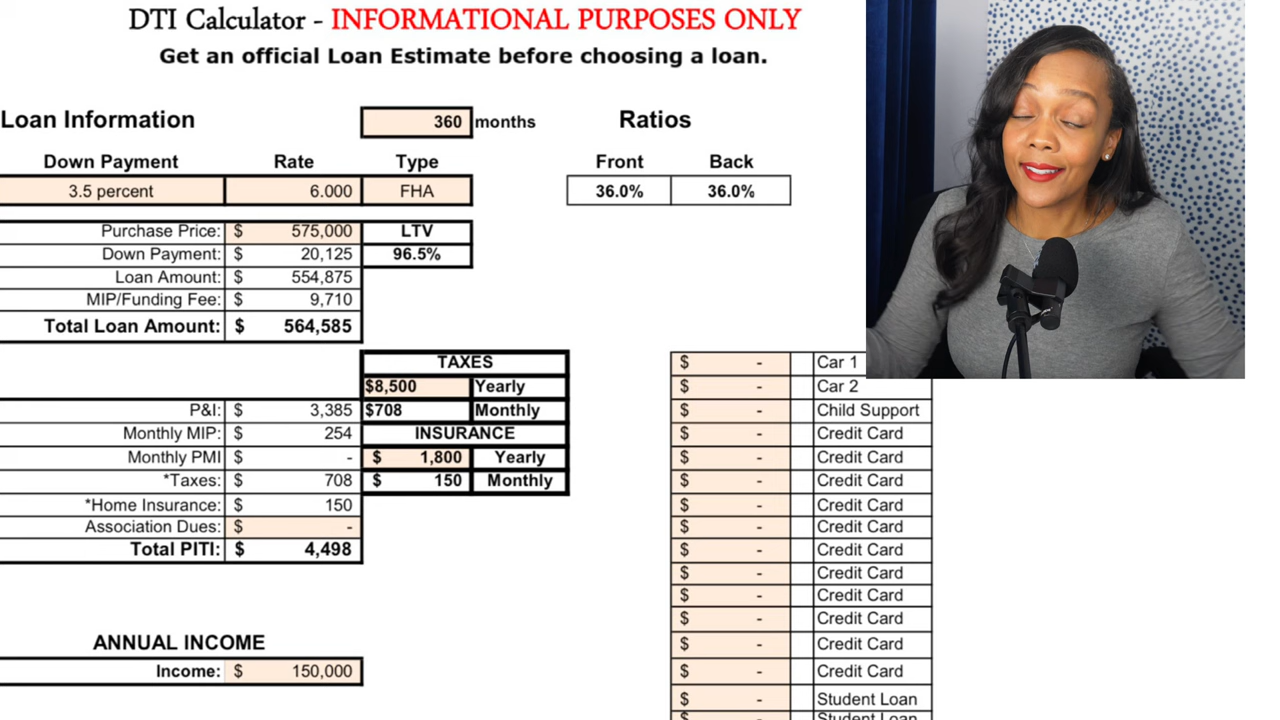 DTI Calculator - INFORMATIONAL PURPOSES ONLY
Get an official Loan Estimate before choosing a loan.
Loan Information
360 months
Ratios
Down Payment Rate Type
Front Back
3.5 percent 6.000 FHA
36.0% 36.0%
Purchase Price: $ 575,000 LTV
Down Payment: $ 20,125 96.5%
Loan Amount: $ 554,875
MIP/Funding Fee: $ 9,710
Total Loan Amount: $ 564,585
TAXES
$8,500 Yearly
P&I: $ 3,385 $708 Monthly
Monthly MIP: $ 254 INSURANCE
Monthly PMI $ - $ 1,800 Yearly
*Taxes: $ 708 $ 150 Monthly
*Home Insurance: $ 150
Association Dues: $ -
Total PITI: $ 4,498
ANNUAL INCOME
Income: $ 150,000
$ - Car 1
$ - Car 2
$ - Child Support
$ - Credit Card
$ - Credit Card
$ - Credit Card
$ - Credit Card
$ - Credit Card
$ - Credit Card
$ - Credit Card
$ - Credit Card
$ - Credit Card
$ - Credit Card
$ - Credit Card
$ - Student Loan
$ - Student Loan